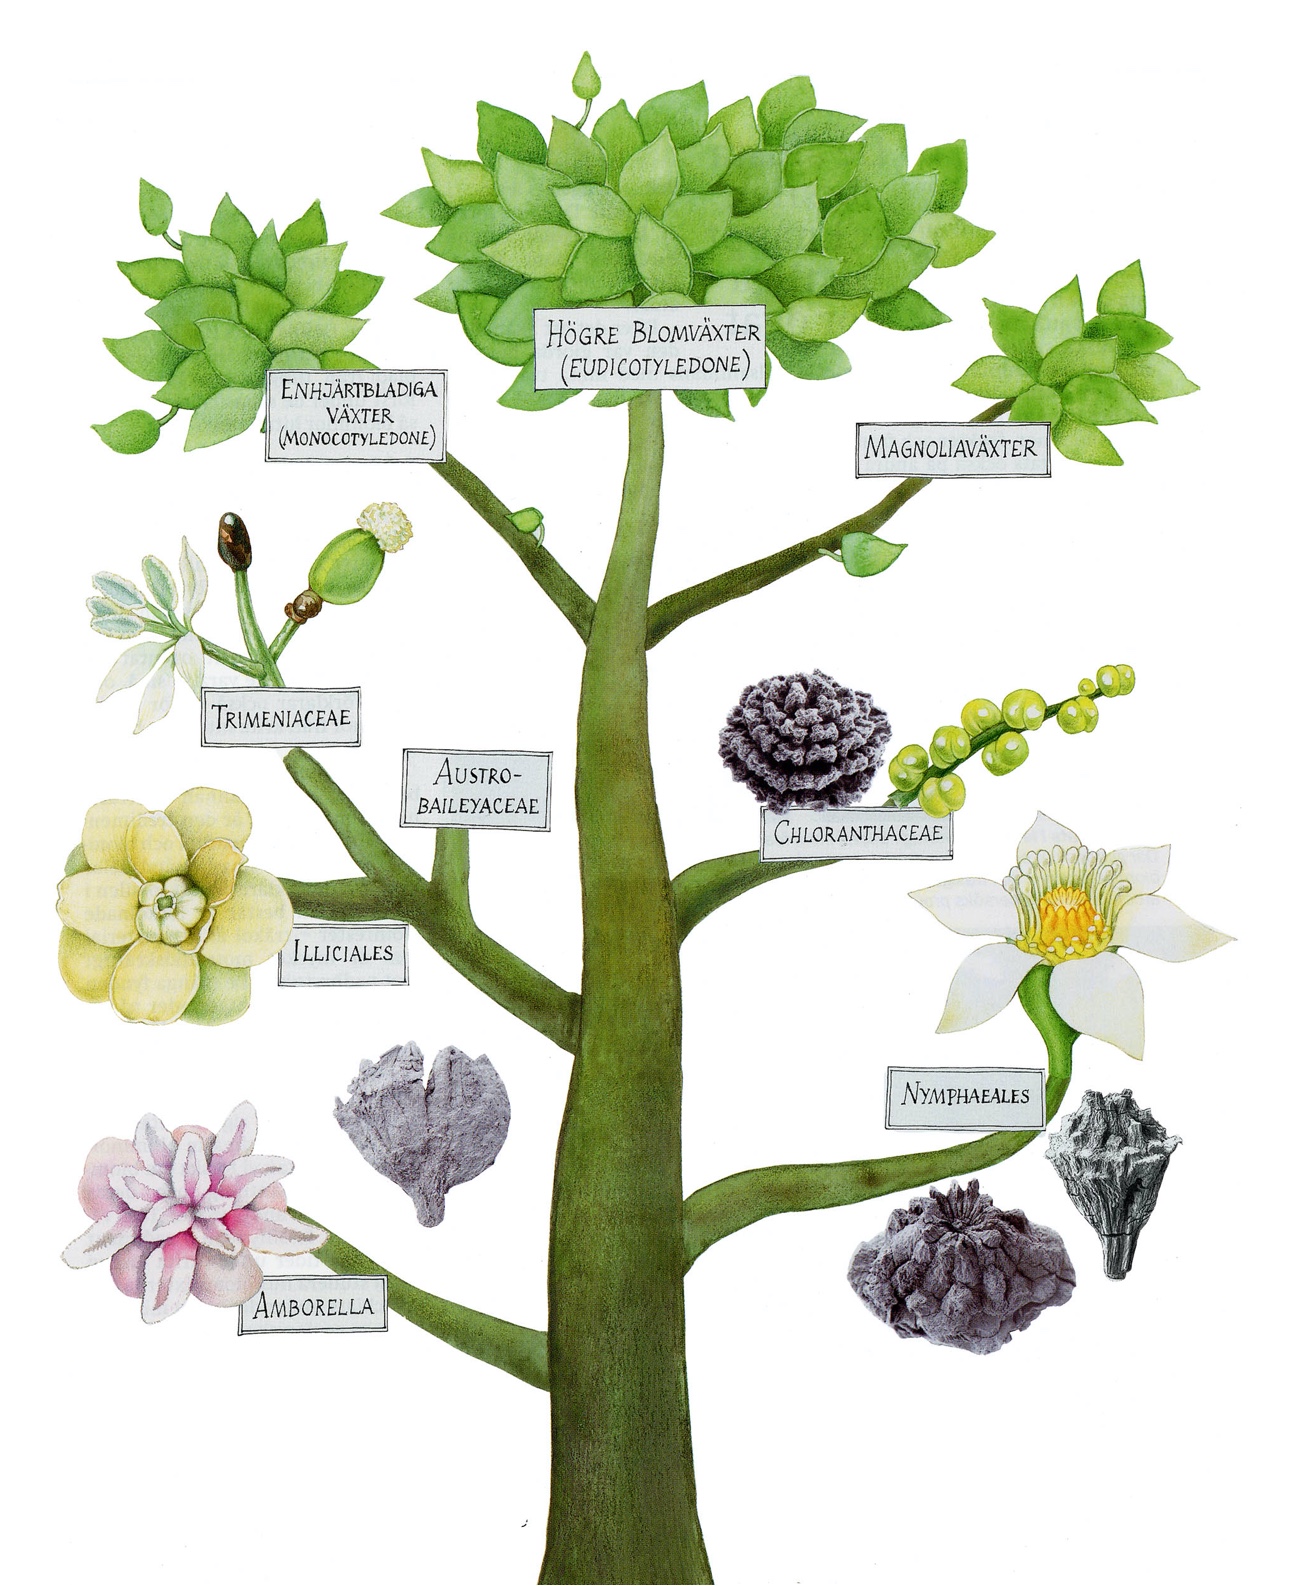 HÖGRE BLOMVÄXTER
(EUDICOTYLEDONE)
ENHJÄRTBLADIGA
VÄXTER
(MONOCOTYLEDONE)
MAGNOLIAVÄXTER
TRIMENIACEAE
AUSTRO-
BAILEYACEAE
CHLORANTHACEAE
ILLICIALES
NYMPHAEALES
AMBORELLA